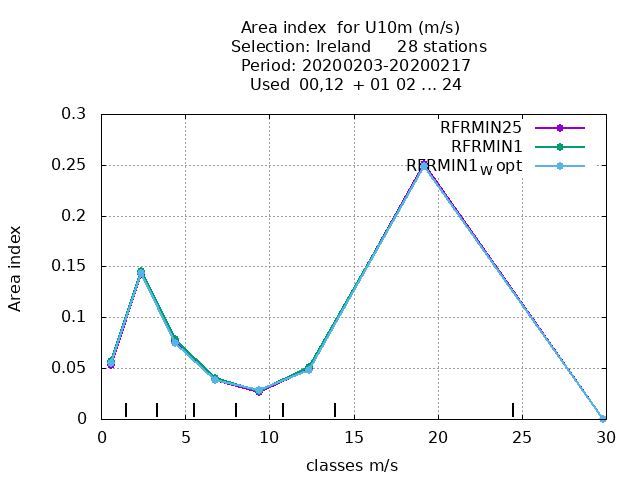 Area index  for U10m (m/s)
Selection: Ireland     28 stations
Period: 20200203-20200217
Used  00,12  + 01 02 ... 24
RFRMIN25
RFRMIN1
RFRMIN1W opt
0.3
0.25
0.2
0.15
0.1
0.05
0
Area index
0 5 10 15 20 25 30
classes m/s